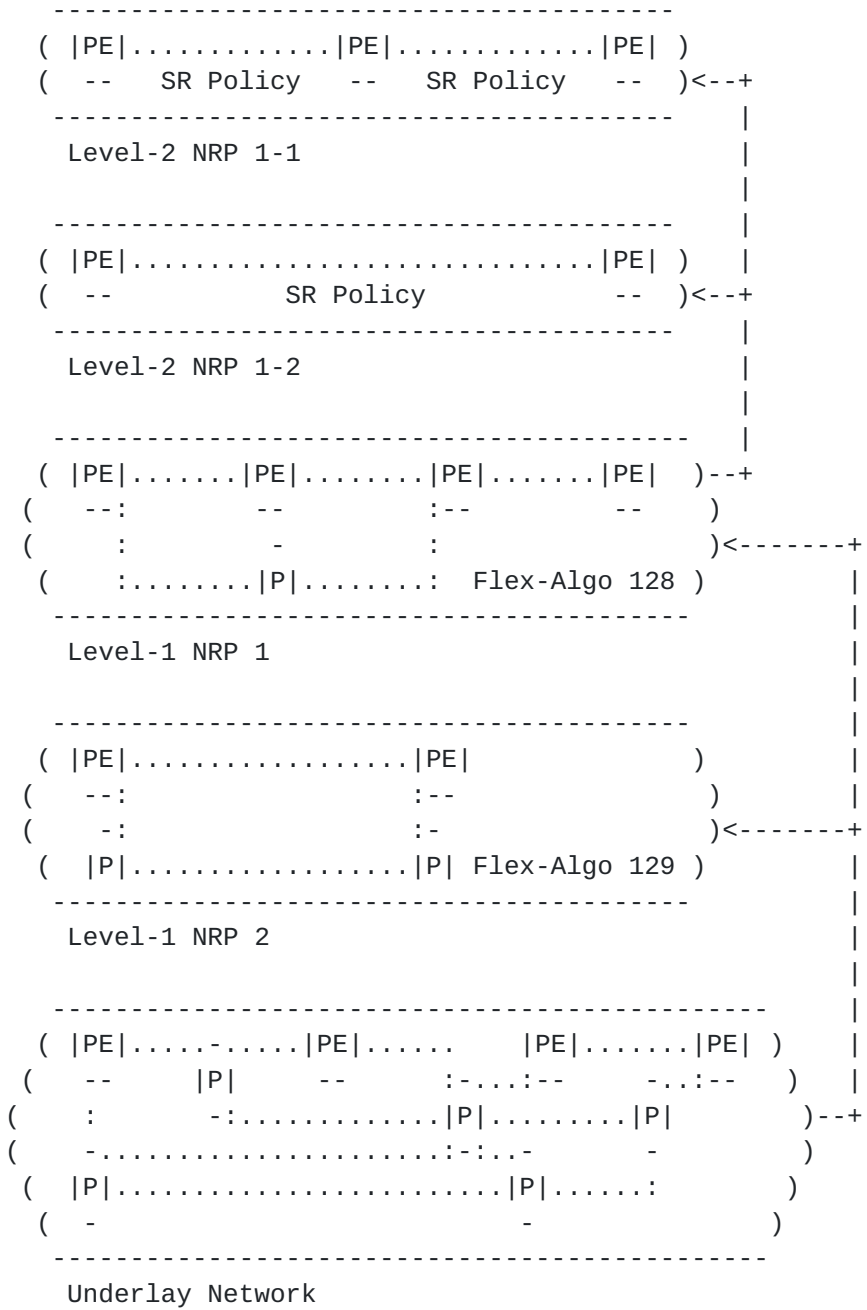 -----------------------------------------
  ( |PE|.............|PE|.............|PE| )
  (  --   SR Policy   --   SR Policy   --  )<--+
   -----------------------------------------    |
    Level-2 NRP 1-1                             |
                                                |
   -----------------------------------------    |
  ( |PE|..............................|PE| )    |
  (  --           SR Policy            --  )<--+
   -----------------------------------------    |
    Level-2 NRP 1-2                             |
                                                |
   ------------------------------------------   |
  ( |PE|.......|PE|........|PE|.......|PE|  )--+
 (   --:        --         :--         --     )
 (     :        -          :                  )<-------+
  (    :........|P|........:  Flex-Algo 128 )          |
   ------------------------------------------          |
    Level-1 NRP 1                                      |
                                                       |
   ------------------------------------------          |
  ( |PE|..................|PE|              )          |
 (   --:                  :--                 )        |
 (    -:                  :-                  )<-------+
  (  |P|..................|P| Flex-Algo 129 )          |
   ------------------------------------------          |
    Level-1 NRP 2                                      |
                                                       |
   -----------------------------------------------     |
  ( |PE|.....-.....|PE|......    |PE|.......|PE| )     |
 (   --     |P|     --      :-...:--     -..:--   )    |
(    :       -:.............|P|.........|P|        )--+
(    -......................:-:..-       -         )
 (  |P|.........................|P|......:        )
  (  -                           -               )
   -----------------------------------------------
    Underlay Network